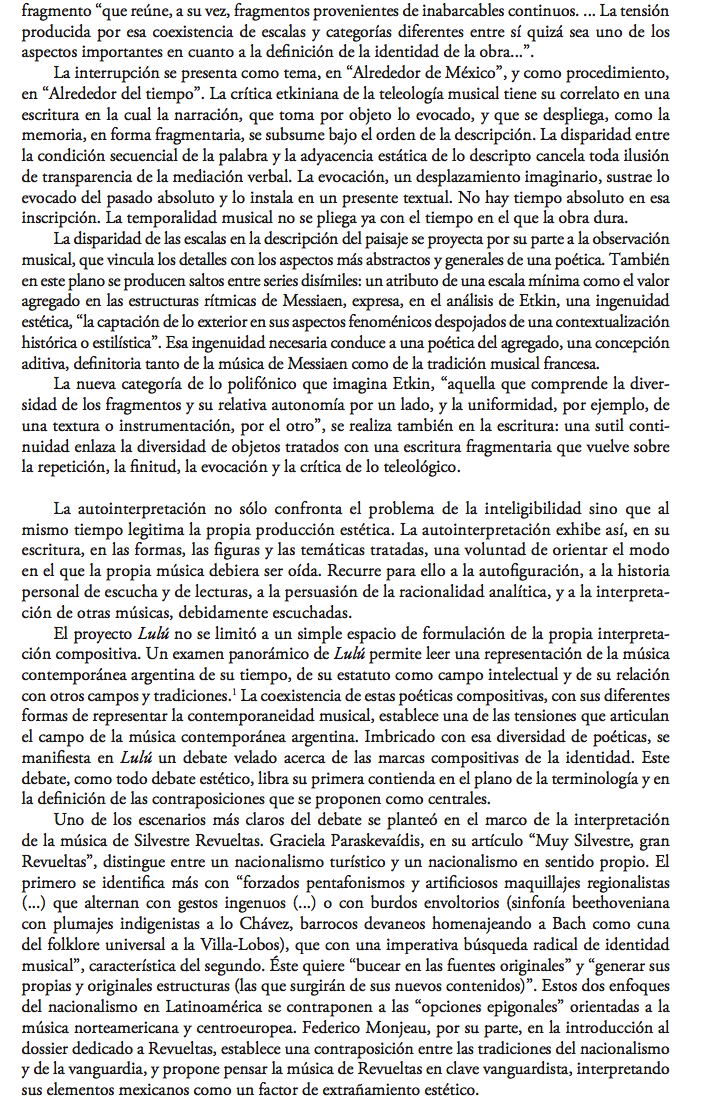 fragmento “que reúne, a su vez, fragmentos provenientes de inabarcables continuos. ... La tensión
producida por esa coexistencia de escalas y categorías diferentes entre sí quizá sea uno de los
aspectos importantes en cuanto a la definición de la identidad de la obra...”.
La interrupción se presenta como tema, en “Alrededor de México”, y como procedimiento,
en “Alrededor del tiempo”. La crítica etkiniana de la teleología musical tiene su correlato en una
escritura en la cual la narración, que toma por objeto lo evocado, y que se despliega, como la
memoria, en forma fragmentaria, se subsume bajo el orden de la descripción. La disparidad entre
la condición secuencial de la palabra y la adyacencia estática de lo descripto cancela toda ilusión
de transparencia de la mediación verbal. La evocación, un desplazamiento imaginario, sustrae lo
evocado del pasado absoluto y lo instala en un presente textual. No hay tiempo absoluto en esa
inscripción. La temporalidad musical no se pliega ya con el tiempo en el que la obra dura.
La disparidad de las escalas en la descripción del paisaje se proyecta por su parte a la observación
musical, que vincula los detalles con los aspectos más abstractos y generales de una poética. También
en este plano se producen saltos entre series disímiles: un atributo de una escala mínima como el valor
agregado en las estructuras rítmicas de Messiaen, expresa, en el análisis de Etkin, una ingenuidad
estética, “la captación de lo exterior en sus aspectos fenoménicos despojados de una contextualización
histórica o estilística”. Esa ingenuidad necesaria conduce a una poética del agregado, una concepción
aditiva, definitoria tanto de la música de Messiaen como de la tradición musical francesa.
La nueva categoría de lo polifónico que imagina Etkin, “aquella que comprende la diver-
sidad de los fragmentos y su relativa autonomía por un lado, y la uniformidad, por ejemplo, de
una textura o instrumentación, por el otro”, se realiza también en la escritura: una sutil conti-
nuidad enlaza la diversidad de objetos tratados con una escritura fragmentaria que vuelve sobre
la repetición, la finitud, la evocación y la crítica de lo teleológico.
La autointerpretación no sólo confronta el problema de la inteligibilidad sino que al
mismo tiempo legitima la propia producción estética. La autointerpretación exhibe así, en su
escritura, en las formas, las figuras y las temáticas tratadas, una voluntad de orientar el modo
en el que la propia música debiera ser oída. Recurre para ello a la autofiguración, a la historia
personal de escucha y de lecturas, a la persuasión de la racionalidad analítica, y a la interpreta-
ción de otras músicas, debidamente escuchadas.
El proyecto Lulú no se limitó a un simple espacio de formulación de la propia interpreta-
ción compositiva. Un examen panorámico de Lulú permite leer una representación de la música
contemporánea argentina de su tiempo, de su estatuto como campo intelectual y de su relación
con otros campos y tradiciones.¹ La coexistencia de estas poéticas compositivas, con sus diferentes
formas de representar la contemporaneidad musical, establece una de las tensiones que articulan
el campo de la música contemporánea argentina. Imbricado con esa diversidad de poéticas, se
manifiesta en Lulú un debate velado acerca de las marcas compositivas de la identidad. Este
debate, como todo debate estético, libra su primera contienda en el plano de la terminología y en
la definición de las contraposiciones que se proponen como centrales.
Uno de los escenarios más claros del debate se planteó en el marco de la interpretación
de la música de Silvestre Revueltas. Graciela Paraskevaídis, en su artículo “Muy Silvestre, gran
Revueltas”, distingue entre un nacionalismo turístico y un nacionalismo en sentido propio. El
primero se identifica más con “forzados pentafonismos y artificiosos maquillajes regionalistas
(...) que alternan con gestos ingenuos (...) o con burdos envoltorios (sinfonía beethoveniana
con plumajes indigenistas a lo Chávez, barrocos devaneos homenajeando a Bach como cuna
del folklore universal a la Villa-Lobos), que con una imperativa búsqueda radical de identidad
musical”, característica del segundo. Éste quiere “bucear en las fuentes originales” y “generar sus
propias y originales estructuras (las que surgirán de sus nuevos contenidos)”. Estos dos enfoques
del nacionalismo en Latinoamérica se contraponen a las “opciones epigonales” orientadas a la
música norteamericana y centroeuropea. Federico Monjeau, por su parte, en la introducción al
dossier dedicado a Revueltas, establece una contraposición entre las tradiciones del nacionalismo
y de la vanguardia, y propone pensar la música de Revueltas en clave vanguardista, interpretando
sus elementos mexicanos como un factor de extrañamiento estético.